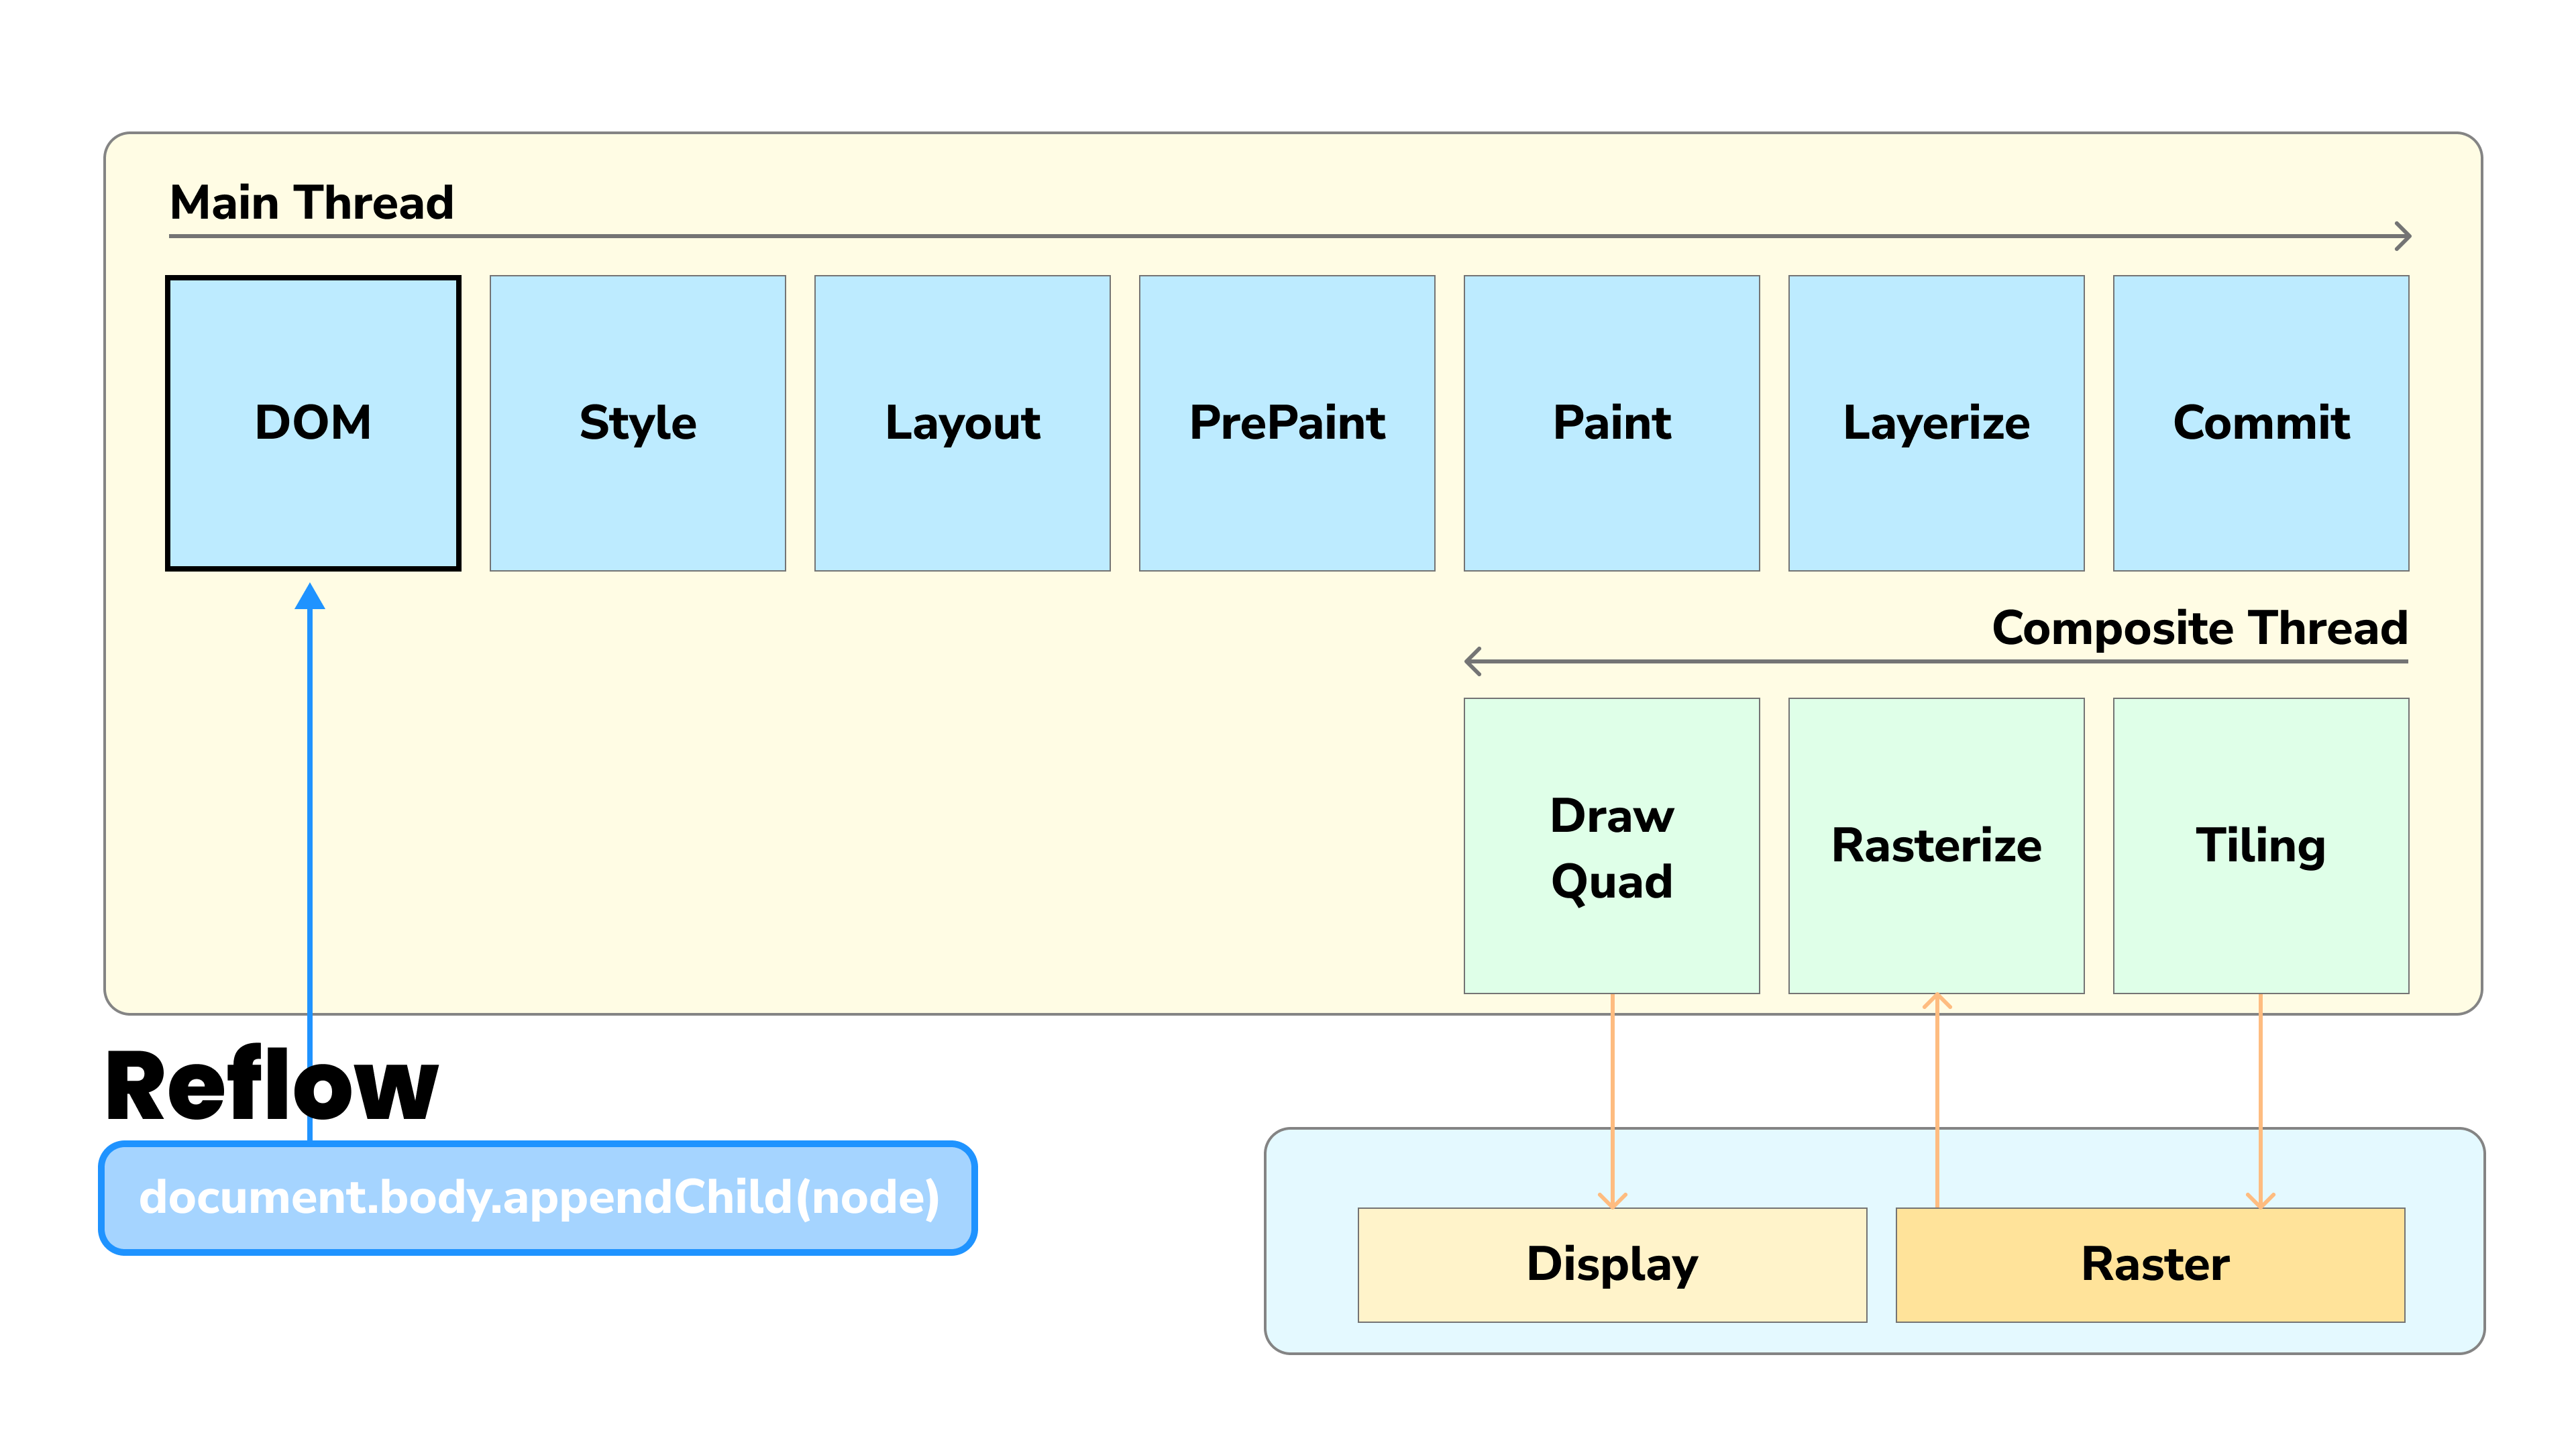 Main Thread
DOM
Style
Layout
PrePaint
Paint
Layerize
Commit
Composite Thread
Draw
Quad
Rasterize
Tiling
Reflow
document.body.appendChild(node)
Display
Raster